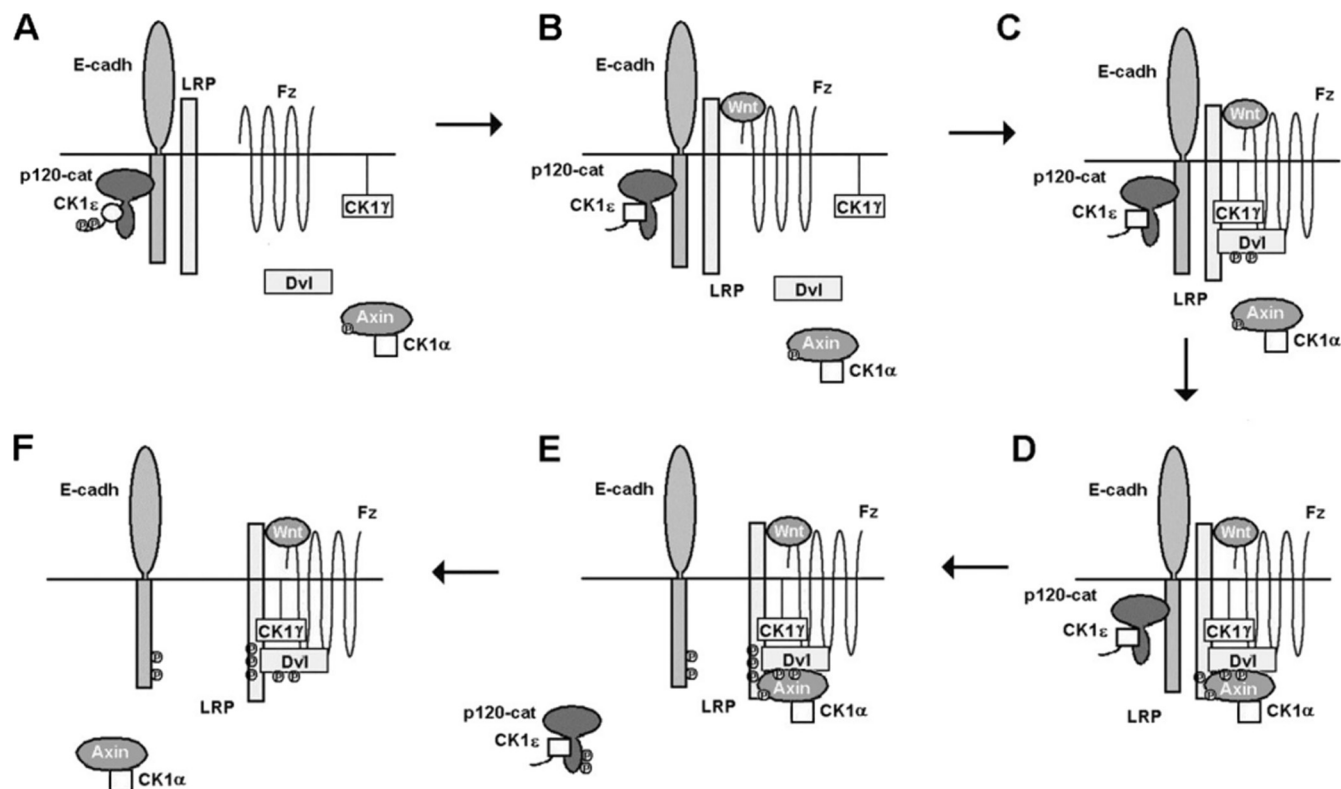 A
E-cadh
LRP
Fz
p120-cat
CK1ε
P P
CK1γ
Dvl
Axin
P
CK1α
B
E-cadh
Wnt
Fz
p120-cat
CK1ε
CK1γ
LRP
Dvl
Axin
P
CK1α
C
E-cadh
Fz
Wnt
p120-cat
CK1ε
CK1γ
Dvl
P P
LRP
Axin
P
CK1α
F
E-cadh
Fz
Wnt
CK1γ
P
P P
Dvl
P P
P P
LRP
Axin
CK1α
E
E-cadh
Fz
Wnt
CK1γ
P
P P
Dvl
P P
P P
LRP
P
Axin
CK1α
p120-cat
CK1ε
P
P
D
E-cadh
Fz
Wnt
p120-cat
CK1ε
CK1γ
Dvl
P P P
P
Axin
LRP
CK1α